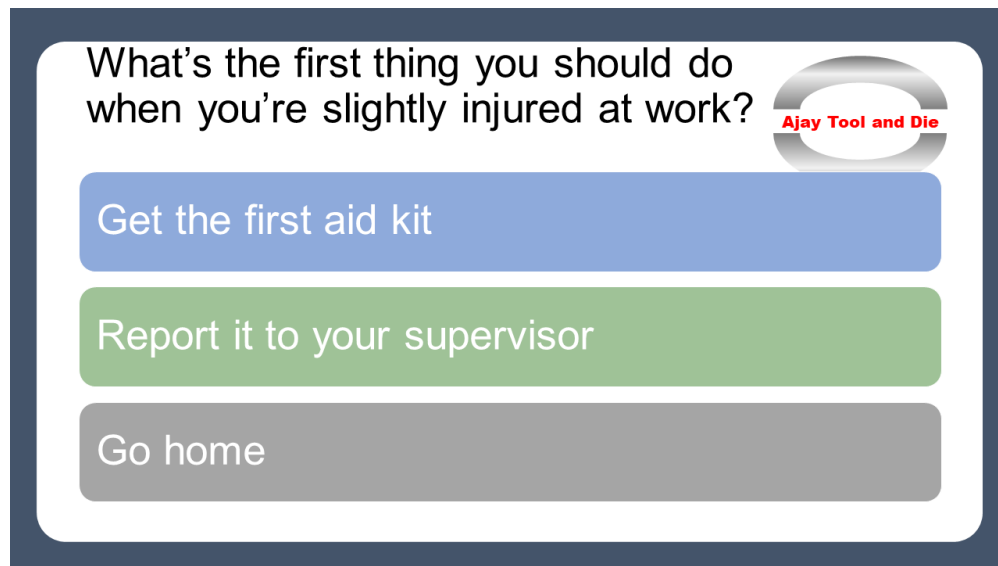 What’s the first thing you should do
when you’re slightly injured at work?
Ajay Tool and Die
Get the first aid kit
Report it to your supervisor
Go home